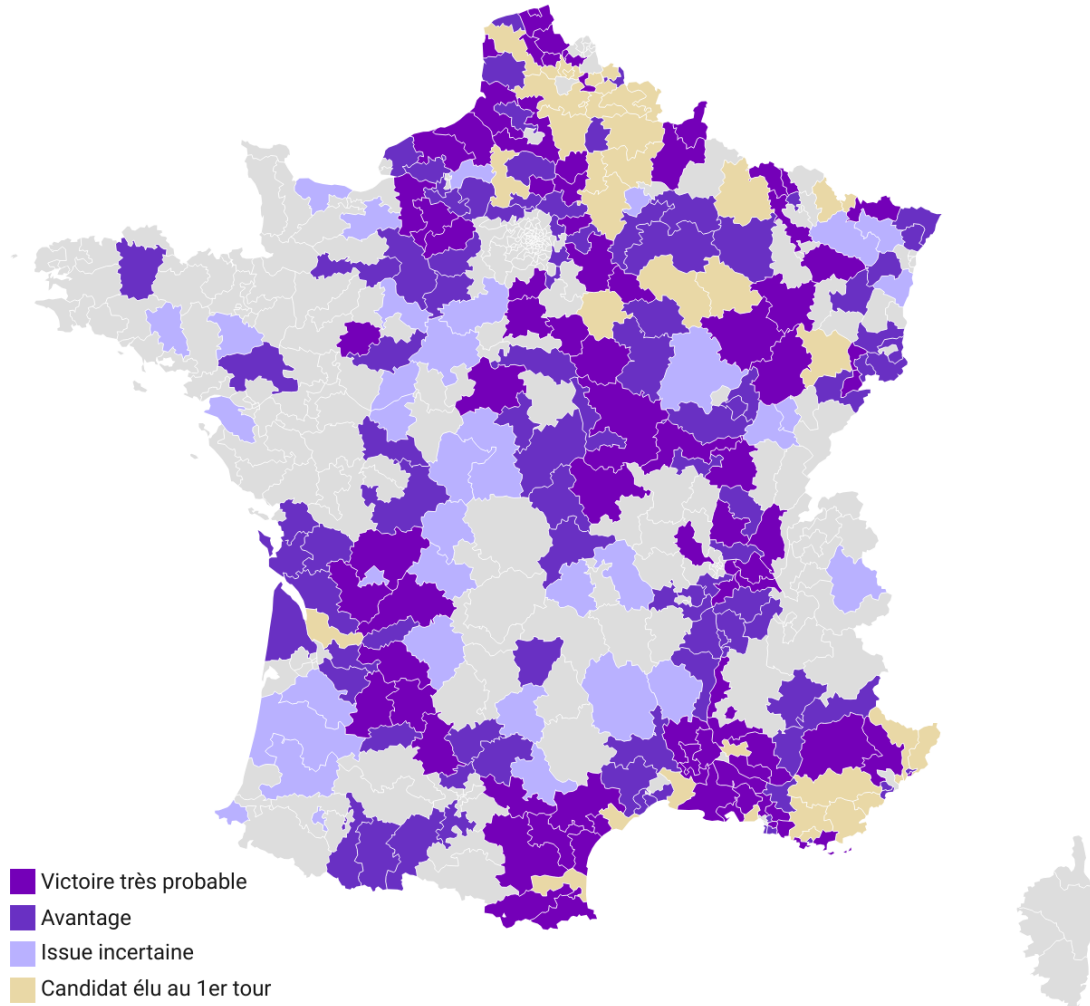 Victoire très probable
Avantage
Issue incertaine
Candidat élu au 1er tour